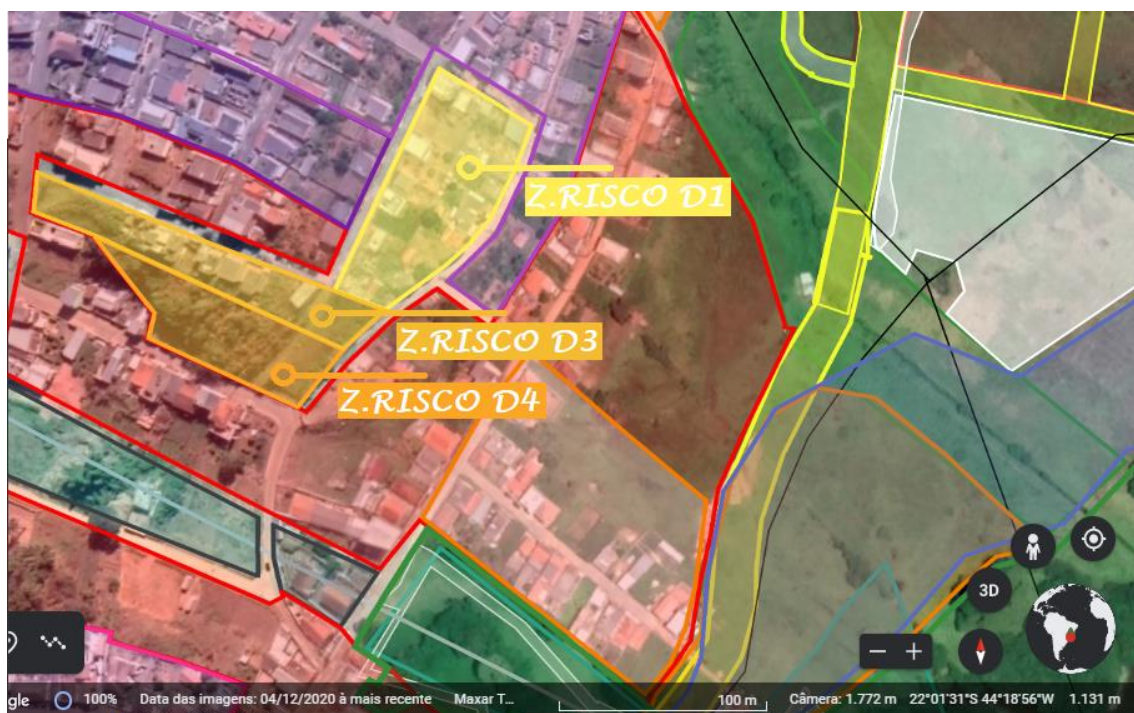 Z.RISCO D1
Z.RISCO D3
Z.RISCO D4
3D
gle 100% Data das imagens: 04/12/2020 à mais recente Maxar T... 100 m Câmera: 1.772 m 22°01'31"S 44°18'56"W 1.131 m